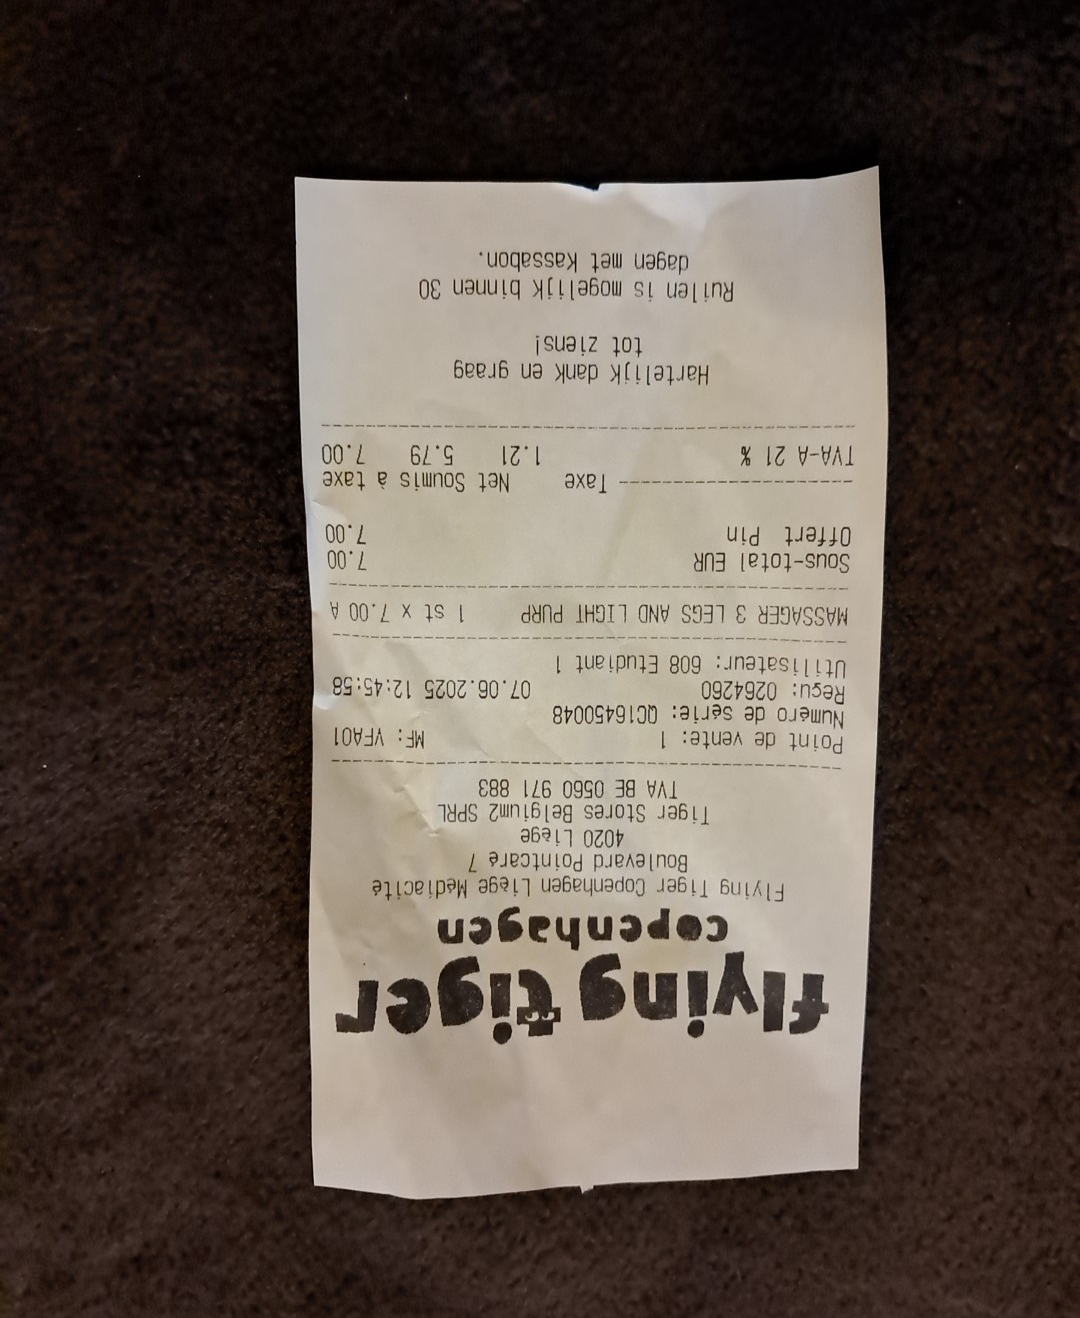 flying tiger
copenhagen
Flying Tiger Copenhagen Liège Médiacité
Boulevard Pointcaré 7
4020 Liège
Tiger Stores Belgium2 SPRL
TVA BE 0560 971 883
Point de vente: 1 MF: VFA01
Numéro de série: QC16450048
Reçu: 0264260 07.06.2025 12:45:58
Utilisateur: 608 Etudiant 1
MASSAGER 3 LEGS AND LIGHT PURP 1 st x 7.00 A
Sous-total EUR 7.00
Offert Pin 7.00
Taxe Net Soumis à taxe
TVA-A 21 % 1.21 5.79 7.00
Hartelijk dank en graag
tot ziens!
Ruilen is mogelijk binnen 30
dagen met kassabon.